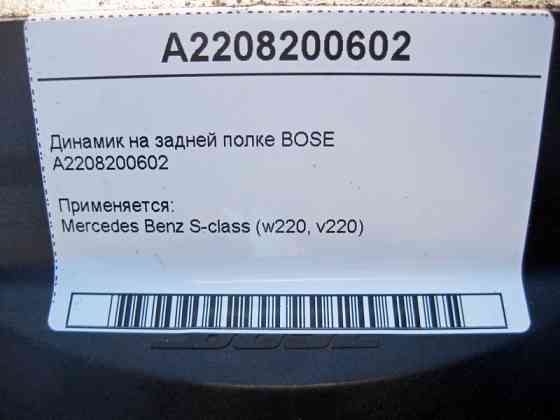 A2208200602
Динамик на задней полке BOSE
A2208200602
Применяется:
Mercedes Benz S-class (w220, v220)